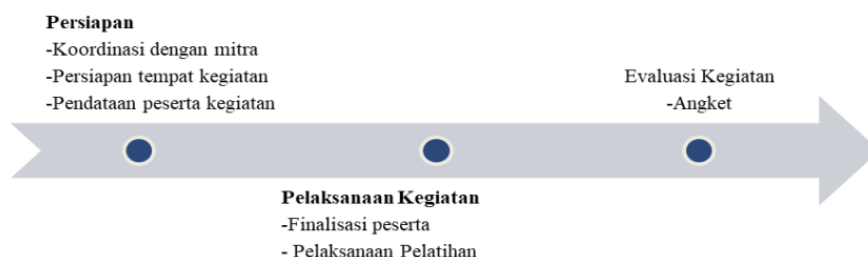 Persiapan
-Koordinasi dengan mitra
-Persiapan tempat kegiatan
-Pendataan peserta kegiatan
Pelaksanaan Kegiatan
-Finalisasi peserta
- Pelaksanaan Pelatihan
Evaluasi Kegiatan
-Angket